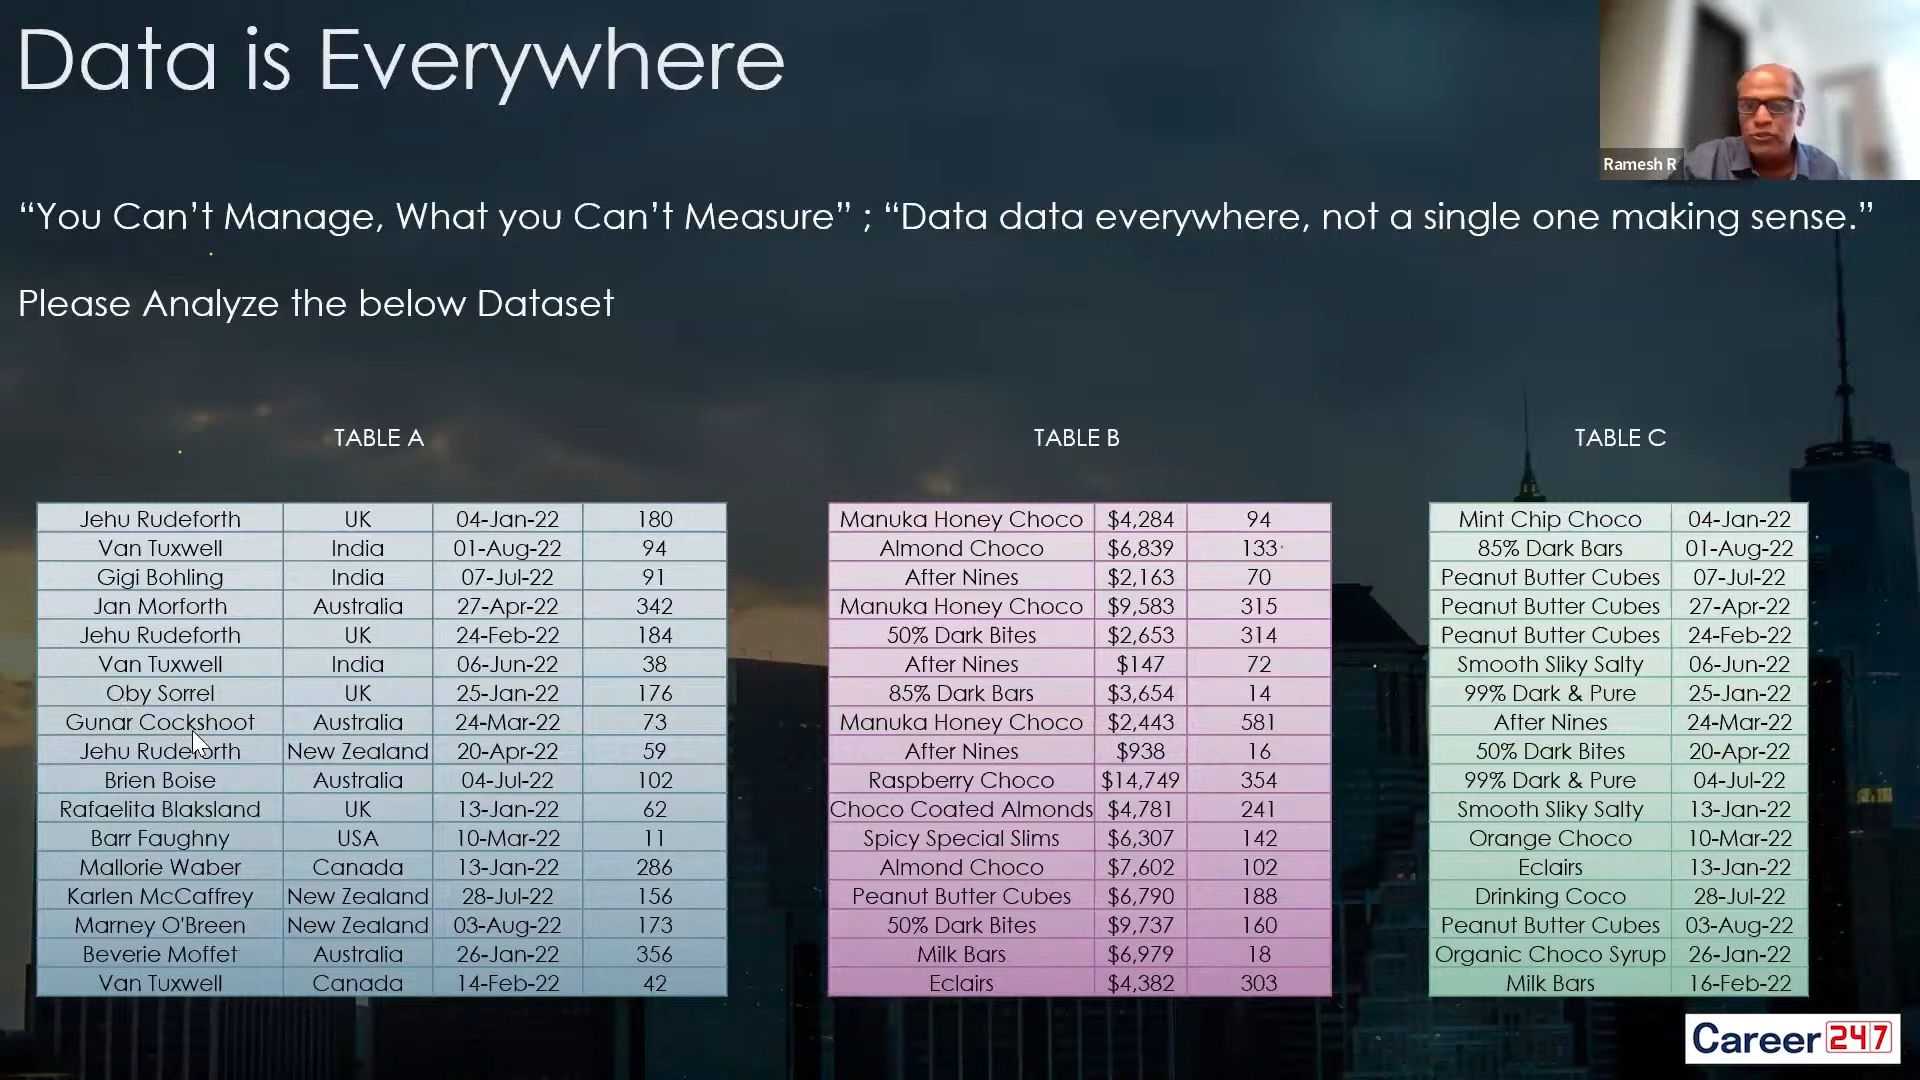 Data is Everywhere
Ramesh R
“You Can’t Manage, What you Can’t Measure” ; “Data data everywhere, not a single one making sense.”
Please Analyze the below Dataset
TABLE A
Jehu Rudeforth UK 04-Jan-22 180
Van Tuxwell India 01-Aug-22 94
Gigi Bohling India 07-Jul-22 91
Jan Morforth Australia 27-Apr-22 342
Jehu Rudeforth UK 24-Feb-22 184
Van Tuxwell India 06-Jun-22 38
Oby Sorrel UK 25-Jan-22 176
Gunar Cockshoot Australia 24-Mar-22 73
Jehu Rudeforth New Zealand 20-Apr-22 59
Brien Boise Australia 04-Jul-22 102
Rafaelita Blaksland UK 13-Jan-22 62
Barr Faughny USA 10-Mar-22 11
Mallorie Waber Canada 13-Jan-22 286
Karlen McCaffrey New Zealand 28-Jul-22 156
Marney O'Breen New Zealand 03-Aug-22 173
Beverie Moffet Australia 26-Jan-22 356
Van Tuxwell Canada 14-Feb-22 42
TABLE B
Manuka Honey Choco $4,284 94
Almond Choco $6,839 133
After Nines $2,163 70
Manuka Honey Choco $9,583 315
50% Dark Bites $2,653 314
After Nines $147 72
85% Dark Bars $3,654 14
Manuka Honey Choco $2,443 581
After Nines $938 16
Raspberry Choco $14,749 354
Choco Coated Almonds $4,781 241
Spicy Special Slims $6,307 142
Almond Choco $7,602 102
Peanut Butter Cubes $6,790 188
50% Dark Bites $9,737 160
Milk Bars $6,979 18
Eclairs $4,382 303
TABLE C
Mint Chip Choco 04-Jan-22
85% Dark Bars 01-Aug-22
Peanut Butter Cubes 07-Jul-22
Peanut Butter Cubes 27-Apr-22
Peanut Butter Cubes 24-Feb-22
Smooth Sliky Salty 06-Jun-22
99% Dark & Pure 25-Jan-22
After Nines 24-Mar-22
50% Dark Bites 20-Apr-22
99% Dark & Pure 04-Jul-22
Smooth Sliky Salty 13-Jan-22
Orange Choco 10-Mar-22
Eclairs 13-Jan-22
Drinking Coco 28-Jul-22
Peanut Butter Cubes 03-Aug-22
Organic Choco Syrup 26-Jan-22
Milk Bars 16-Feb-22
Career 247